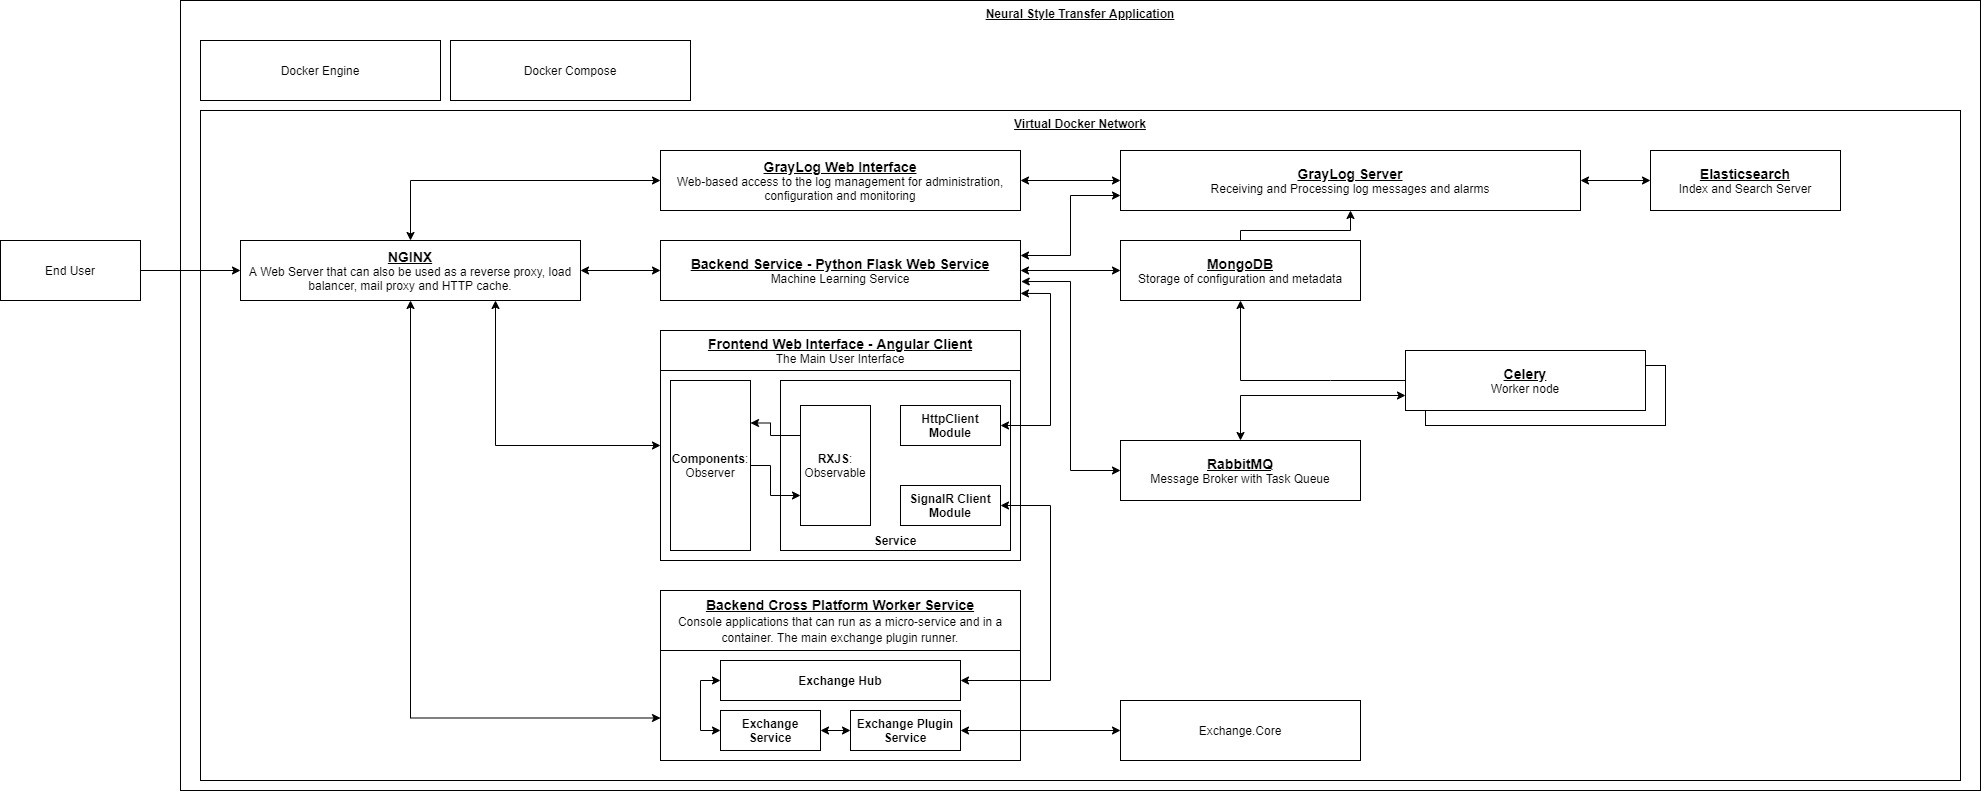 Neural Style Transfer Application
Docker Engine
Docker Compose
Virtual Docker Network
GrayLog Web Interface
Web-based access to the log management for administration,
configuration and monitoring
GrayLog Server
Receiving and Processing log messages and alarms
Elasticsearch
Index and Search Server
End User
NGINX
A Web Server that can also be used as a reverse proxy, load
balancer, mail proxy and HTTP cache.
Backend Service - Python Flask Web Service
Machine Learning Service
MongoDB
Storage of configuration and metadata
Frontend Web Interface - Angular Client
The Main User Interface
Celery
Worker node
Components:
Observer
RXJS:
Observable
HttpClient
Module
SignalR Client
Module
Service
RabbitMQ
Message Broker with Task Queue
Backend Cross Platform Worker Service
Console applications that can run as a micro-service and in a
container. The main exchange plugin runner.
Exchange Hub
Exchange
Service
Exchange Plugin
Service
Exchange.Core